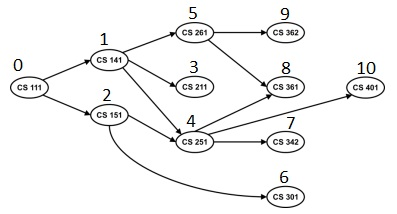 5 9
CS 261 CS 362
1
CS 141
0 3 8 10
CS 111 CS 211 CS 361 CS 401
2
CS 151
4 7
CS 251 CS 342
6
CS 301